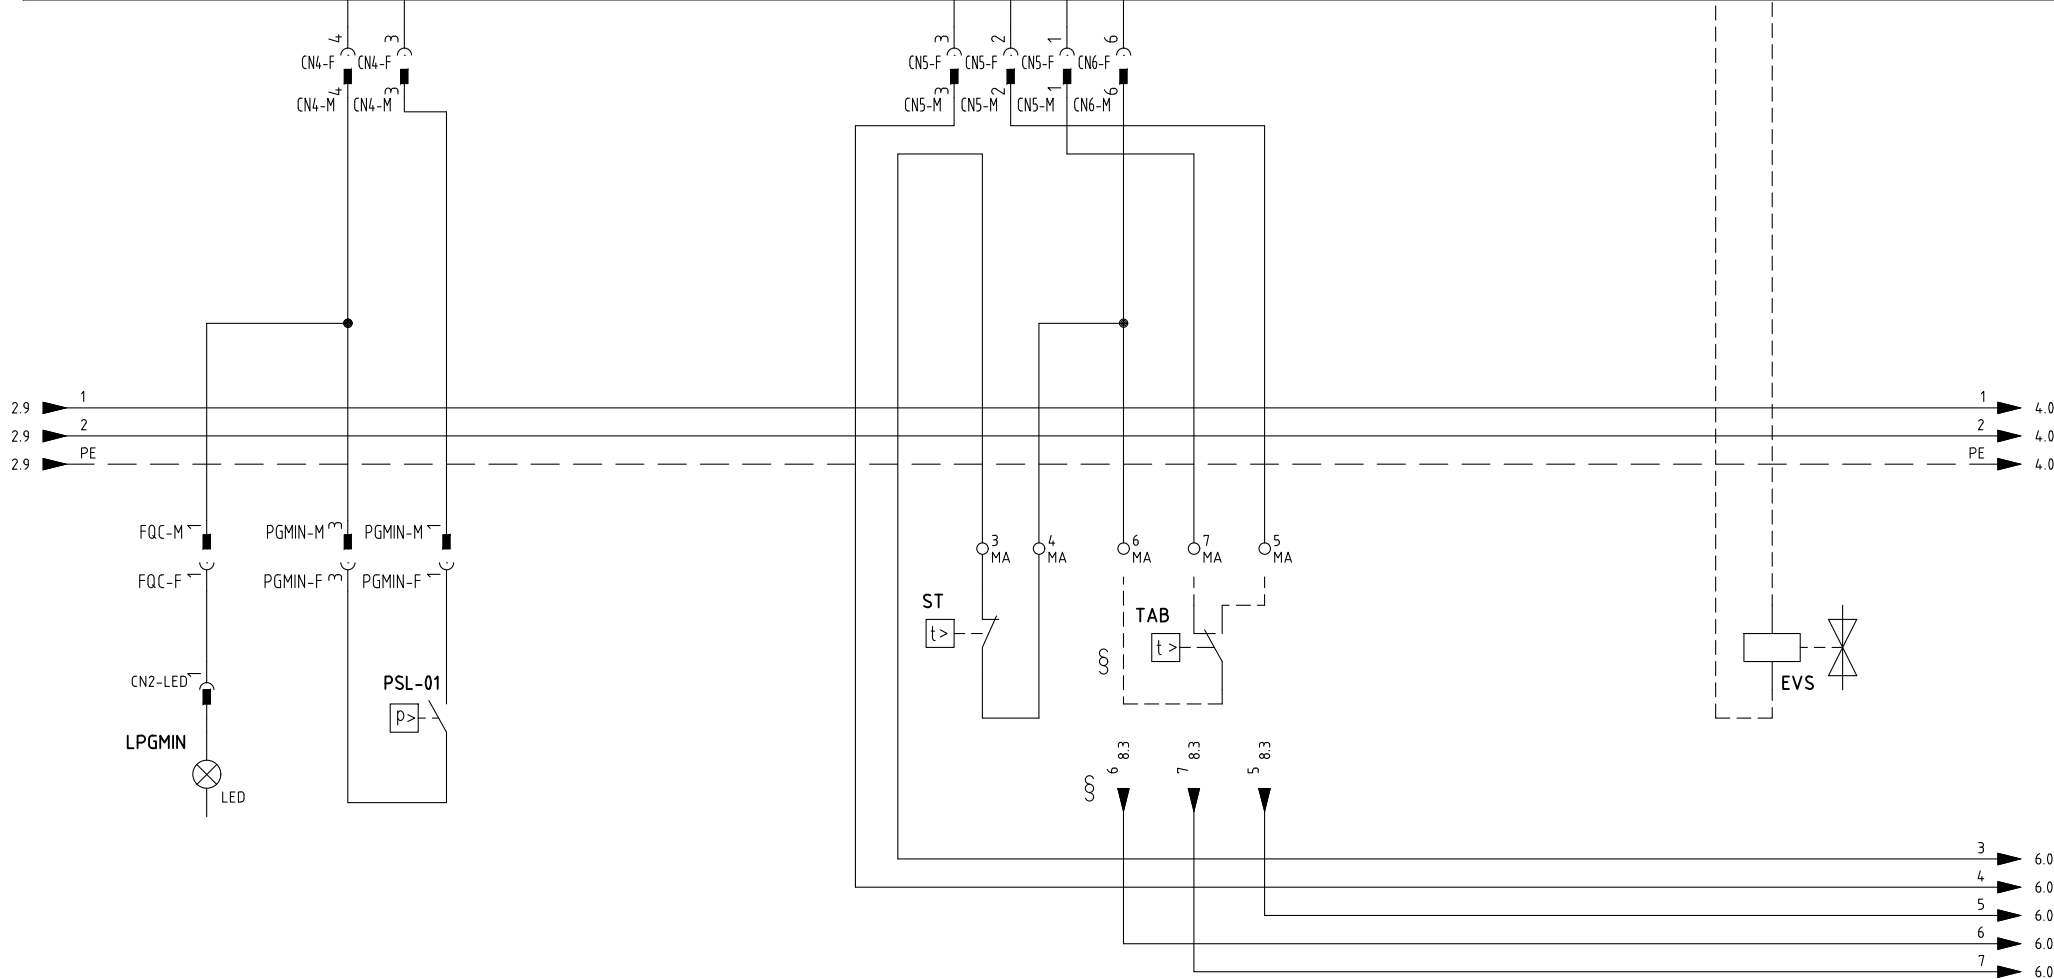 4 3 3 2 1 6
CN4-F CN4-F CN5-F CN5-F CN5-F CN6-F
4 3 3 2 1 6
CN4-M CN4-M CN5-M CN5-M CN5-M CN6-M
1 1
2.9 4.0
2 2
2.9 4.0
PE PE
2.9 4.0
FQC-M 1 PGMIN-M 3 PGMIN-M 1
3 4 6 7 5
MA MA MA MA MA
FQC-F 1 PGMIN-F 3 PGMIN-F 1
ST TAB
t> t>
§
CN2-LED 1 PSL-01 EVS
p>
LPGMIN
LED
8.3 8.3 8.3
6 7 5
§
3
6.0
4
6.0
5
6.0
6
6.0
7
6.0